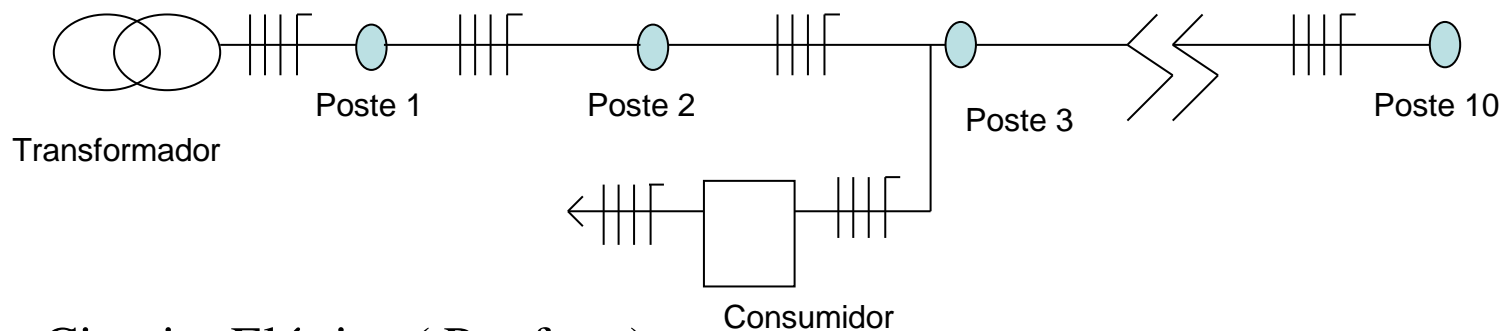 Poste 1
Poste 2
Poste 3
Poste 10
Transformador
Consumidor